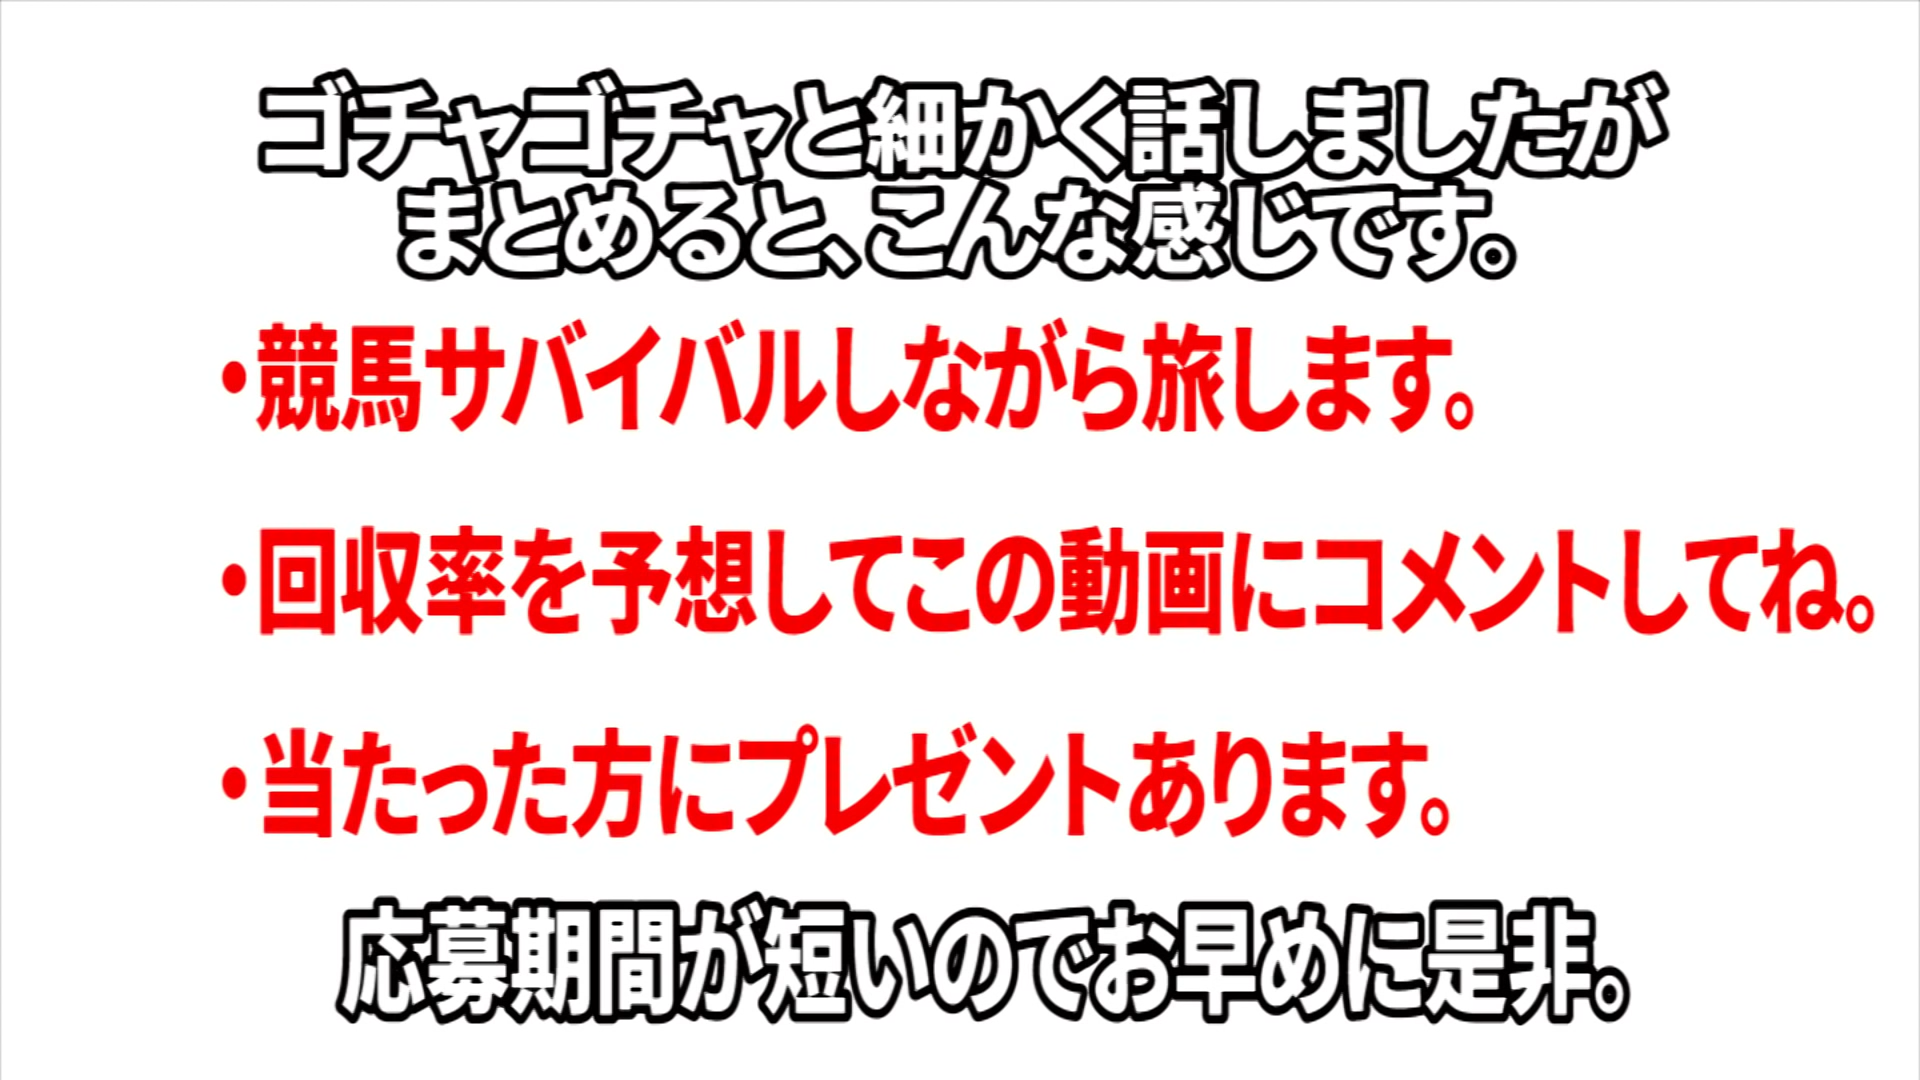 ゴチャゴチャと細かく話しましたが
まとめると、こんな感じです。
・競馬サバイバルしながら旅します。
・回収率を予想してこの動画にコメントしてね。
・当たった方にプレゼントあります。
応募期間が短いのでお早めに是非。